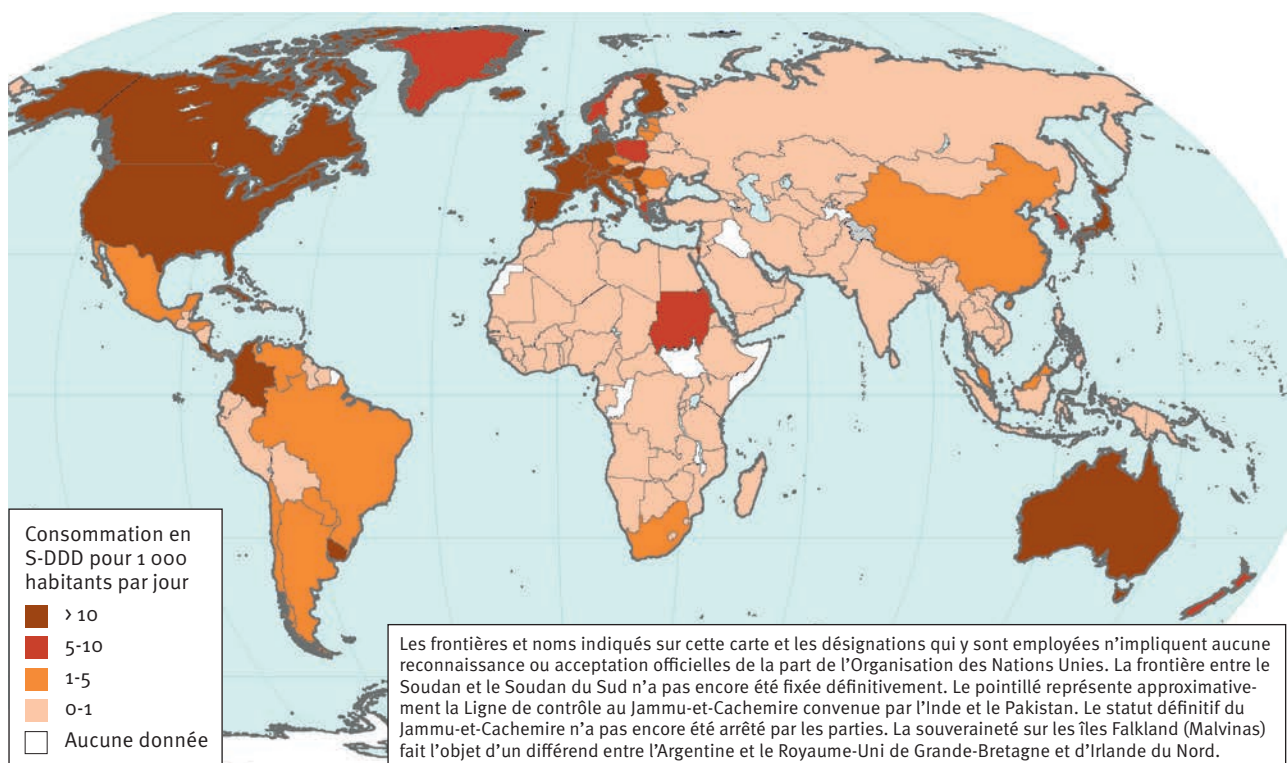 Consommation en
S-DDD pour 1 000
habitants par jour
> 10
5-10
1-5
0-1
Aucune donnée
Les frontières et noms indiqués sur cette carte et les désignations qui y sont employées n’impliquent aucune
reconnaissance ou acceptation officielles de la part de l’Organisation des Nations Unies. La frontière entre le
Soudan et le Soudan du Sud n’a pas encore été fixée définitivement. Le pointillé représente approximative-
ment la Ligne de contrôle au Jammu-et-Cachemire convenue par l’Inde et le Pakistan. Le statut définitif du
Jammu-et-Cachemire n’a pas encore été arrêté par les parties. La souveraineté sur les îles Falkland (Malvinas)
fait l’objet d’un différend entre l’Argentine et le Royaume-Uni de Grande-Bretagne et d’Irlande du Nord.